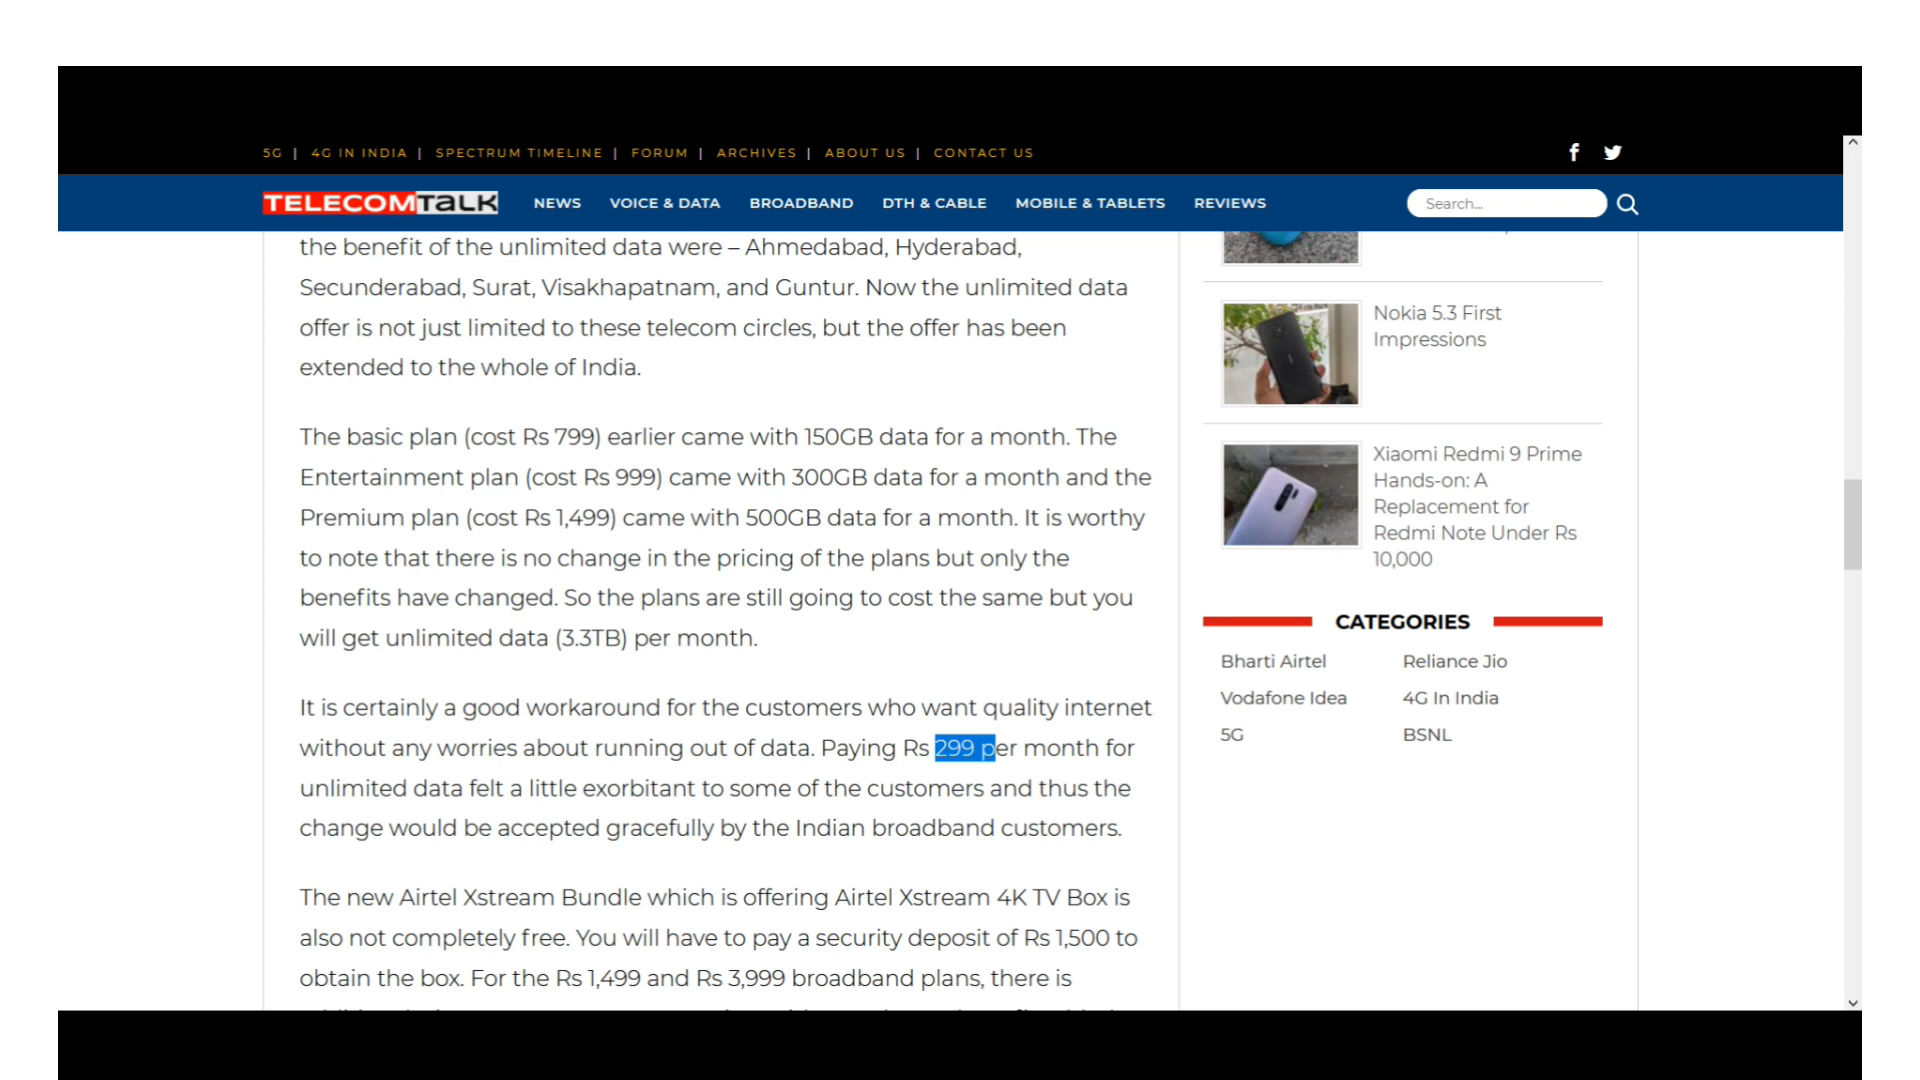 5G | 4G IN INDIA | SPECTRUM TIMELINE | FORUM | ARCHIVES | ABOUT US | CONTACT US
TELECOMTALK NEWS VOICE & DATA BROADBAND DTH & CABLE MOBILE & TABLETS REVIEWS Search...
the benefit of the unlimited data were – Ahmedabad, Hyderabad,
Secunderabad, Surat, Visakhapatnam, and Guntur. Now the unlimited data
offer is not just limited to these telecom circles, but the offer has been
extended to the whole of India.
The basic plan (cost Rs 799) earlier came with 150GB data for a month. The
Entertainment plan (cost Rs 999) came with 300GB data for a month and the
Premium plan (cost Rs 1,499) came with 500GB data for a month. It is worthy
to note that there is no change in the pricing of the plans but only the
benefits have changed. So the plans are still going to cost the same but you
will get unlimited data (3.3TB) per month.
It is certainly a good workaround for the customers who want quality internet
without any worries about running out of data. Paying Rs 299 per month for
unlimited data felt a little exorbitant to some of the customers and thus the
change would be accepted gracefully by the Indian broadband customers.
The new Airtel Xstream Bundle which is offering Airtel Xstream 4K TV Box is
also not completely free. You will have to pay a security deposit of Rs 1,500 to
obtain the box. For the Rs 1,499 and Rs 3,999 broadband plans, there is
Nokia 5.3 First
Impressions
Xiaomi Redmi 9 Prime
Hands-on: A
Replacement for
Redmi Note Under Rs
10,000
CATEGORIES
Bharti Airtel Reliance Jio
Vodafone Idea 4G In India
5G BSNL